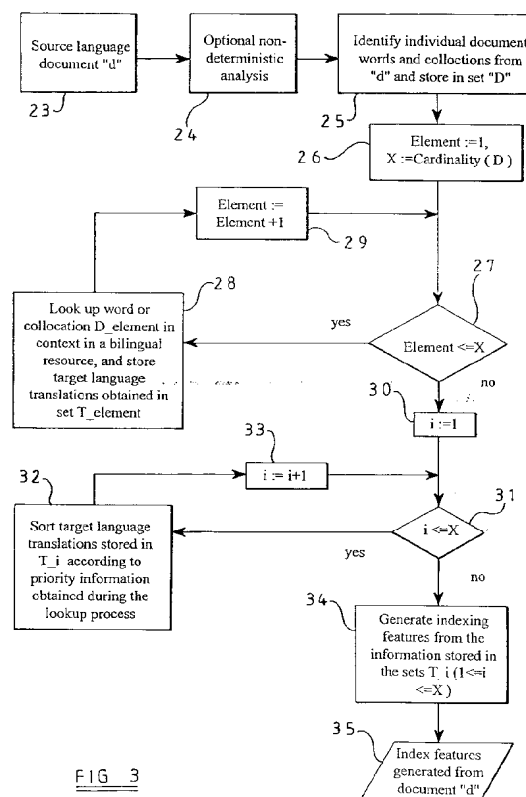 Source language
document "d"
23
Optional non-
deterministic
analysis
24
Identify individual document
words and colloctions from
"d" and store in set "D"
25
Element :=1,
X :=Cardinality ( D )
26
Element :=
Element +1
29
27
28
Look up word or
collocation D_element in
context in a bilingual
resource, and store
target language
translations obtained in
set T_element
yes
Element <=X
no
30
i :=1
33
i := i+1
32
Sort target language
translations stored in
T_i according to
priority information
obtained during the
lookup process
31
i <=X
yes
no
34
Generate indexing
features from the
information stored in
the sets T_i (1<=i
<=X )
35
Index features
generated from
document "d"
FIG 3